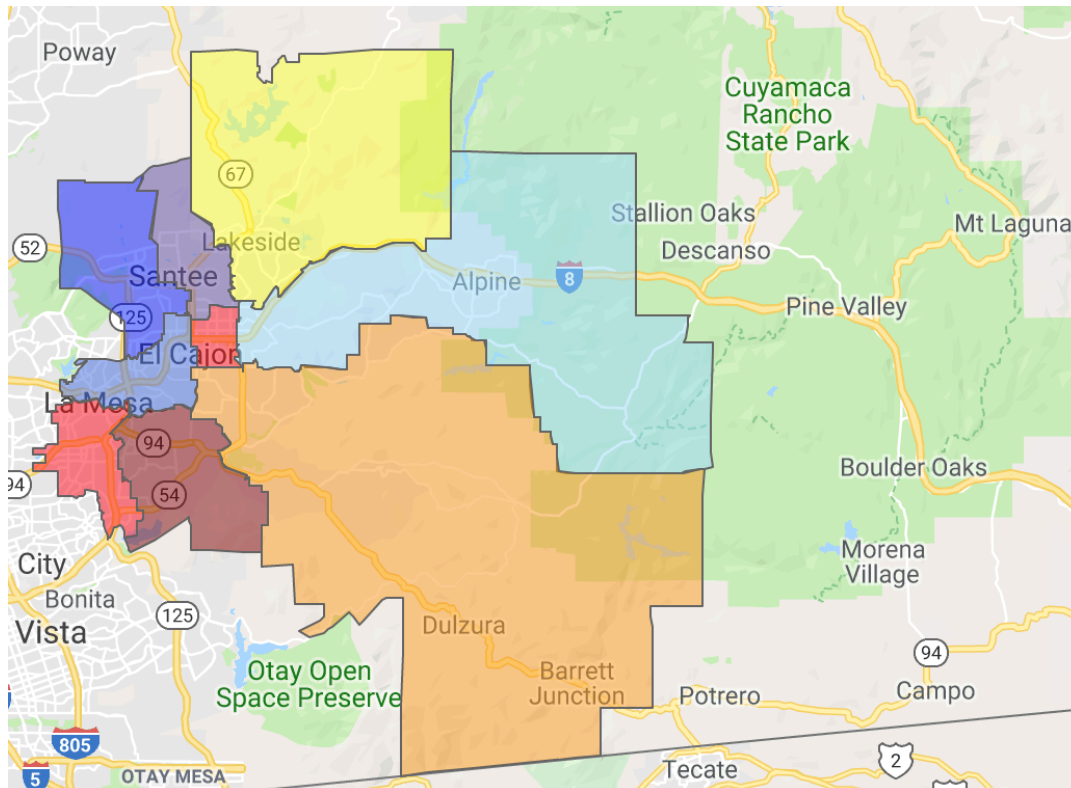 Poway
Cuyamaca
Rancho
State Park
67
Stallion Oaks
Mt Laguna
52
Lakeside
Descanso
Santee
Alpine
8
Pine Valley
125
El Cajon
La Mesa
94
94
54
Boulder Oaks
City
Morena
Village
Bonita
125
Vista
Dulzura
94
Otay Open
Space Preserve
Barrett
Junction
Potrero
Campo
805
5
OTAY MESA
Tecate
2